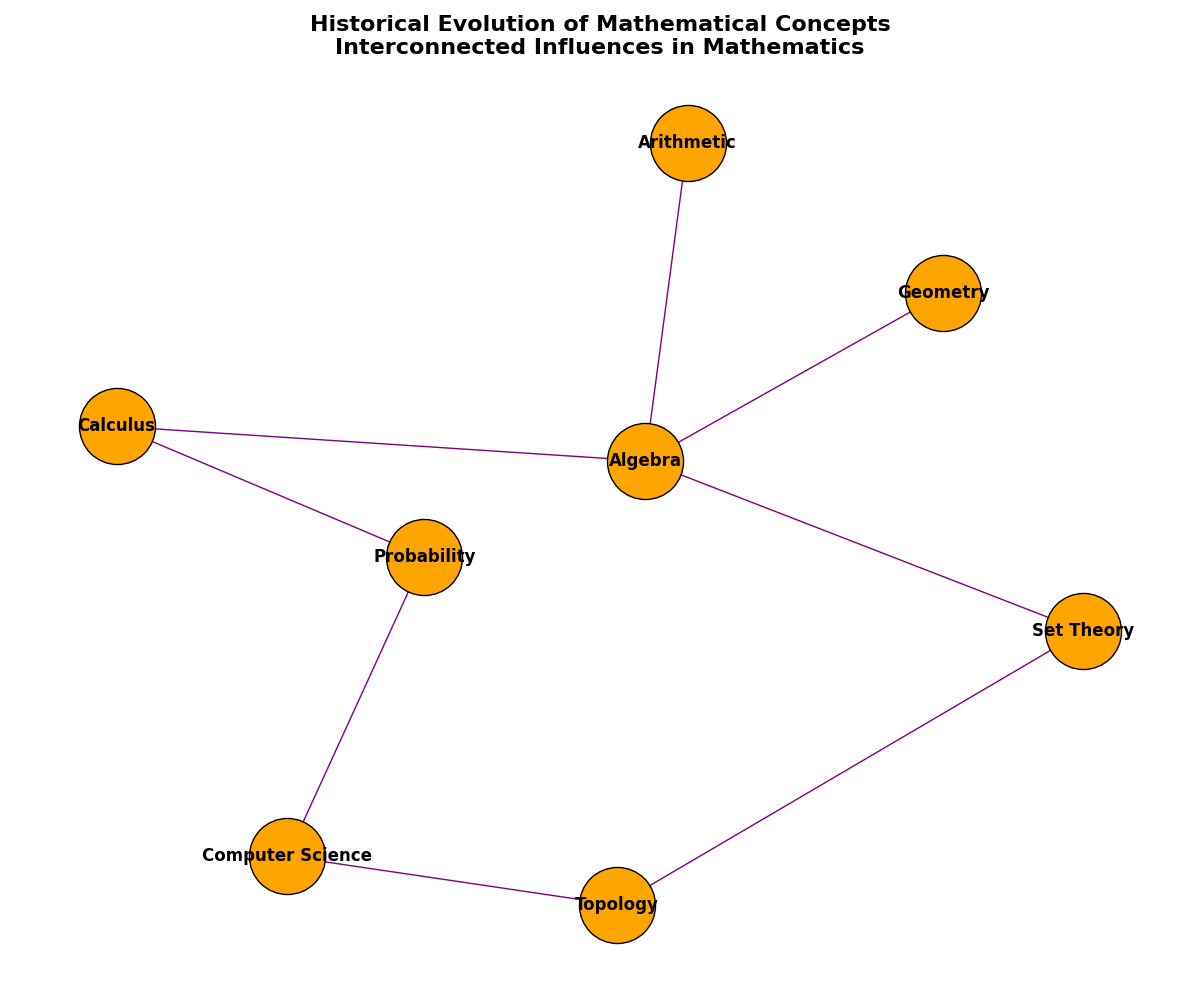 Historical Evolution of Mathematical Concepts
Interconnected Influences in Mathematics
Arithmetic
Geometry
Calculus
Algebra
Probability
Set Theory
Computer Science
Topology